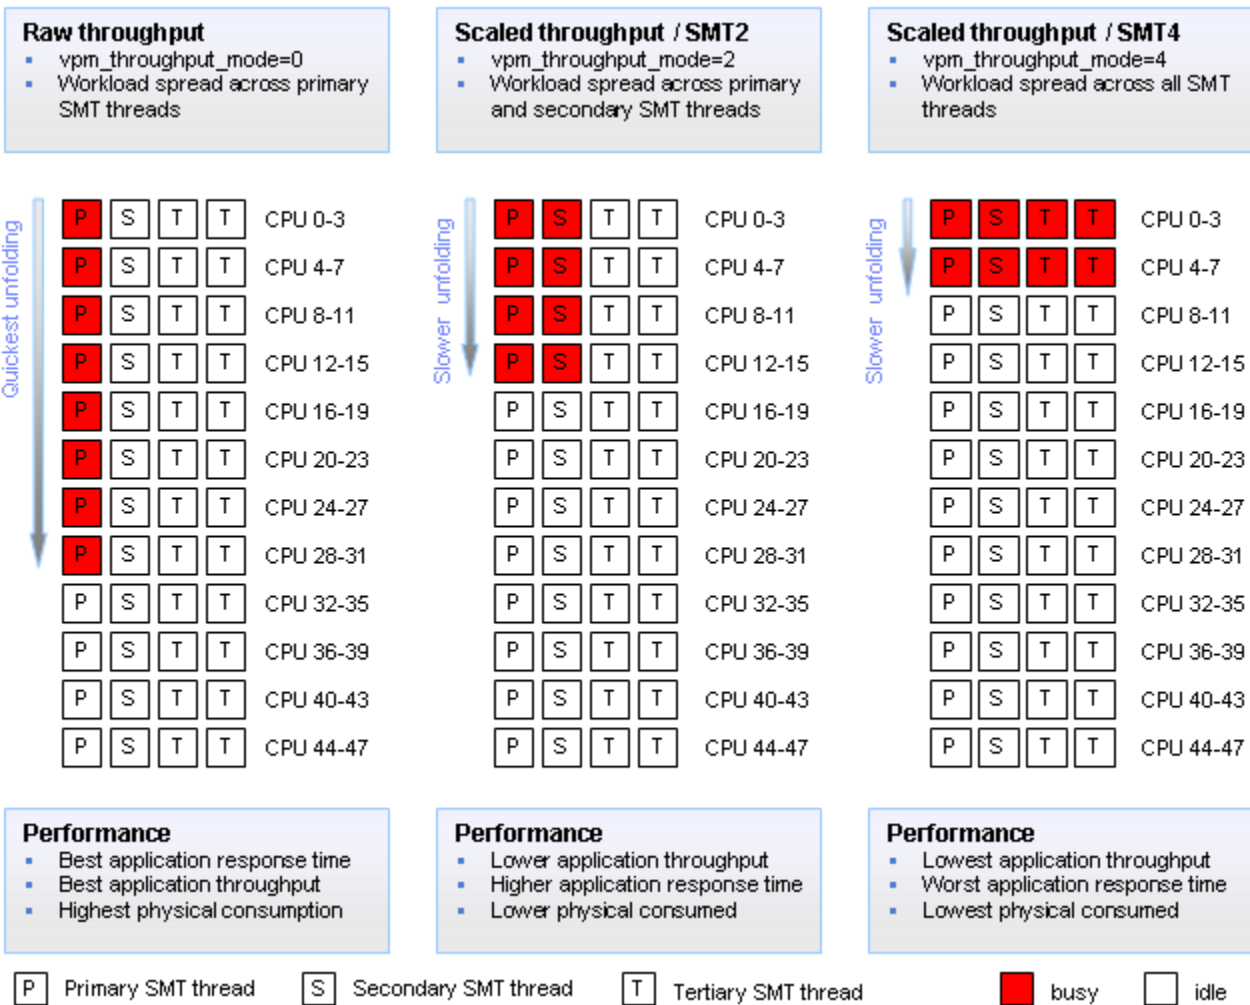 Raw throughput
vpm_throughput_mode=0
Workload spread across primary
SMT threads
Scaled throughput / SMT2
vpm_throughput_mode=2
Workload spread across primary
and secondary SMT threads
Scaled throughput / SMT4
vpm_throughput_mode=4
Workload spread across all SMT
threads
Quickest unfolding
P S T T CPU 0-3
P S T T CPU 4-7
P S T T CPU 8-11
P S T T CPU 12-15
P S T T CPU 16-19
P S T T CPU 20-23
P S T T CPU 24-27
P S T T CPU 28-31
P S T T CPU 32-35
P S T T CPU 36-39
P S T T CPU 40-43
P S T T CPU 44-47
Slower unfolding
P S T T CPU 0-3
P S T T CPU 4-7
P S T T CPU 8-11
P S T T CPU 12-15
P S T T CPU 16-19
P S T T CPU 20-23
P S T T CPU 24-27
P S T T CPU 28-31
P S T T CPU 32-35
P S T T CPU 36-39
P S T T CPU 40-43
P S T T CPU 44-47
Slower unfolding
P S T T CPU 0-3
P S T T CPU 4-7
P S T T CPU 8-11
P S T T CPU 12-15
P S T T CPU 16-19
P S T T CPU 20-23
P S T T CPU 24-27
P S T T CPU 28-31
P S T T CPU 32-35
P S T T CPU 36-39
P S T T CPU 40-43
P S T T CPU 44-47
Performance
Best application response time
Best application throughput
Highest physical consumption
Performance
Lower application throughput
Higher application response time
Lower physical consumed
Performance
Lowest application throughput
Worst application response time
Lowest physical consumed
P Primary SMT thread S Secondary SMT thread T Tertiary SMT thread busy idle